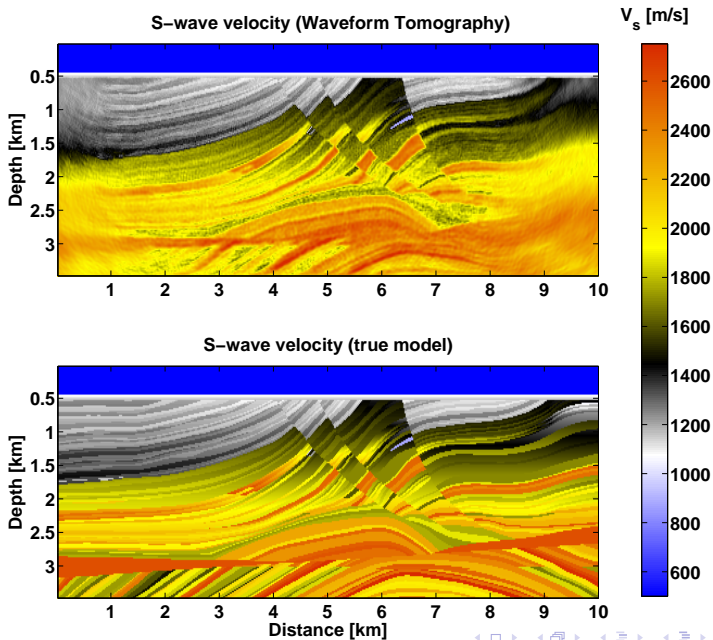 S−wave velocity (Waveform Tomography)
V_s [m/s]
Depth [km]
0.5
1
1.5
2
2.5
3
1 2 3 4 5 6 7 8 9 10
S−wave velocity (true model)
Depth [km]
0.5
1
1.5
2
2.5
3
1 2 3 4 5 6 7 8 9 10
Distance [km]
2600
2400
2200
2000
1800
1600
1400
1200
1000
800
600